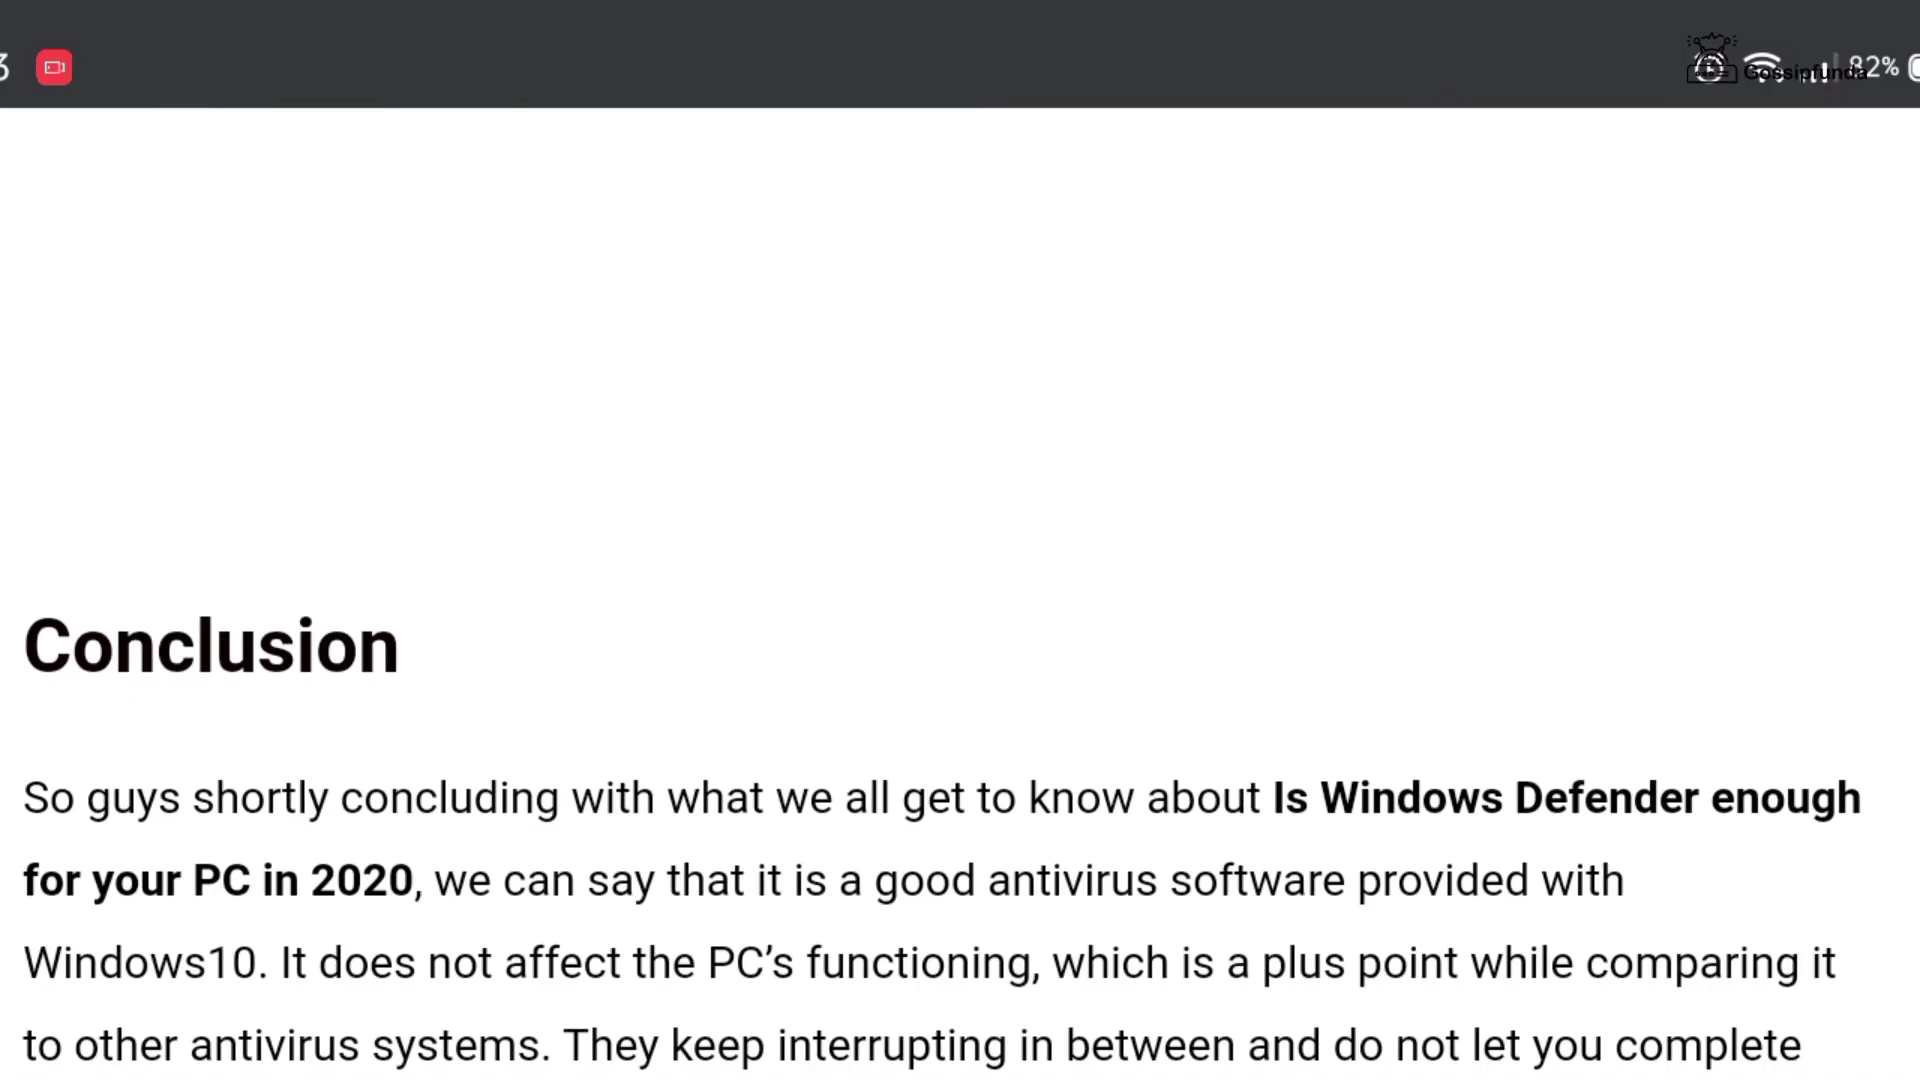 3
Gossipfunda
82%
Conclusion
So guys shortly concluding with what we all get to know about Is Windows Defender enough
for your PC in 2020, we can say that it is a good antivirus software provided with
Windows10. It does not affect the PC’s functioning, which is a plus point while comparing it
to other antivirus systems. They keep interrupting in between and do not let you complete